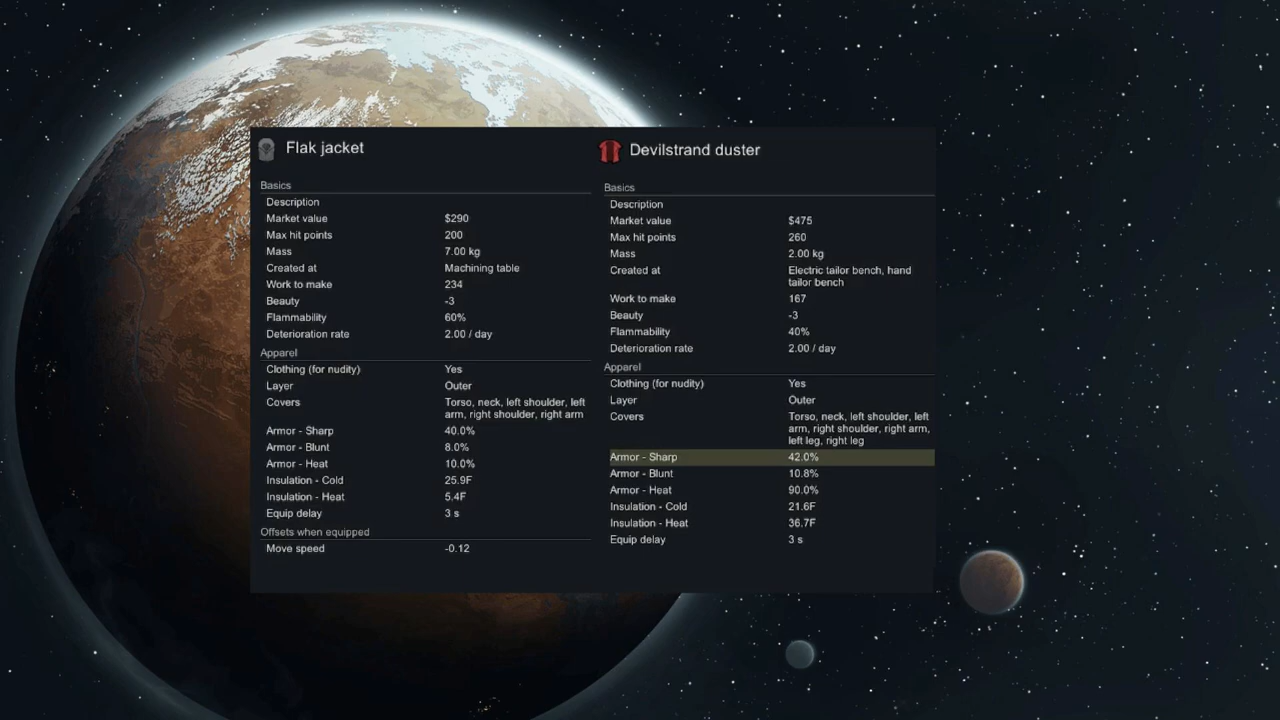 Flak jacket
Basics
Description
Market value $290
Max hit points 200
Mass 7.00 kg
Created at Machining table
Work to make 234
Beauty -3
Flammability 60%
Deterioration rate 2.00 / day
Apparel
Clothing (for nudity) Yes
Layer Outer
Covers Torso, neck, left shoulder, left
arm, right shoulder, right arm
Armor - Sharp 40.0%
Armor - Blunt 8.0%
Armor - Heat 10.0%
Insulation - Cold 25.9F
Insulation - Heat 5.4F
Equip delay 3 s
Offsets when equipped
Move speed -0.12
Devilstrand duster
Basics
Description
Market value $475
Max hit points 260
Mass 2.00 kg
Created at Electric tailor bench, hand
tailor bench
Work to make 167
Beauty -3
Flammability 40%
Deterioration rate 2.00 / day
Apparel
Clothing (for nudity) Yes
Layer Outer
Covers Torso, neck, left shoulder, left
arm, right shoulder, right arm,
left leg, right leg
Armor - Sharp 42.0%
Armor - Blunt 10.8%
Armor - Heat 90.0%
Insulation - Cold 21.6F
Insulation - Heat 36.7F
Equip delay 3 s